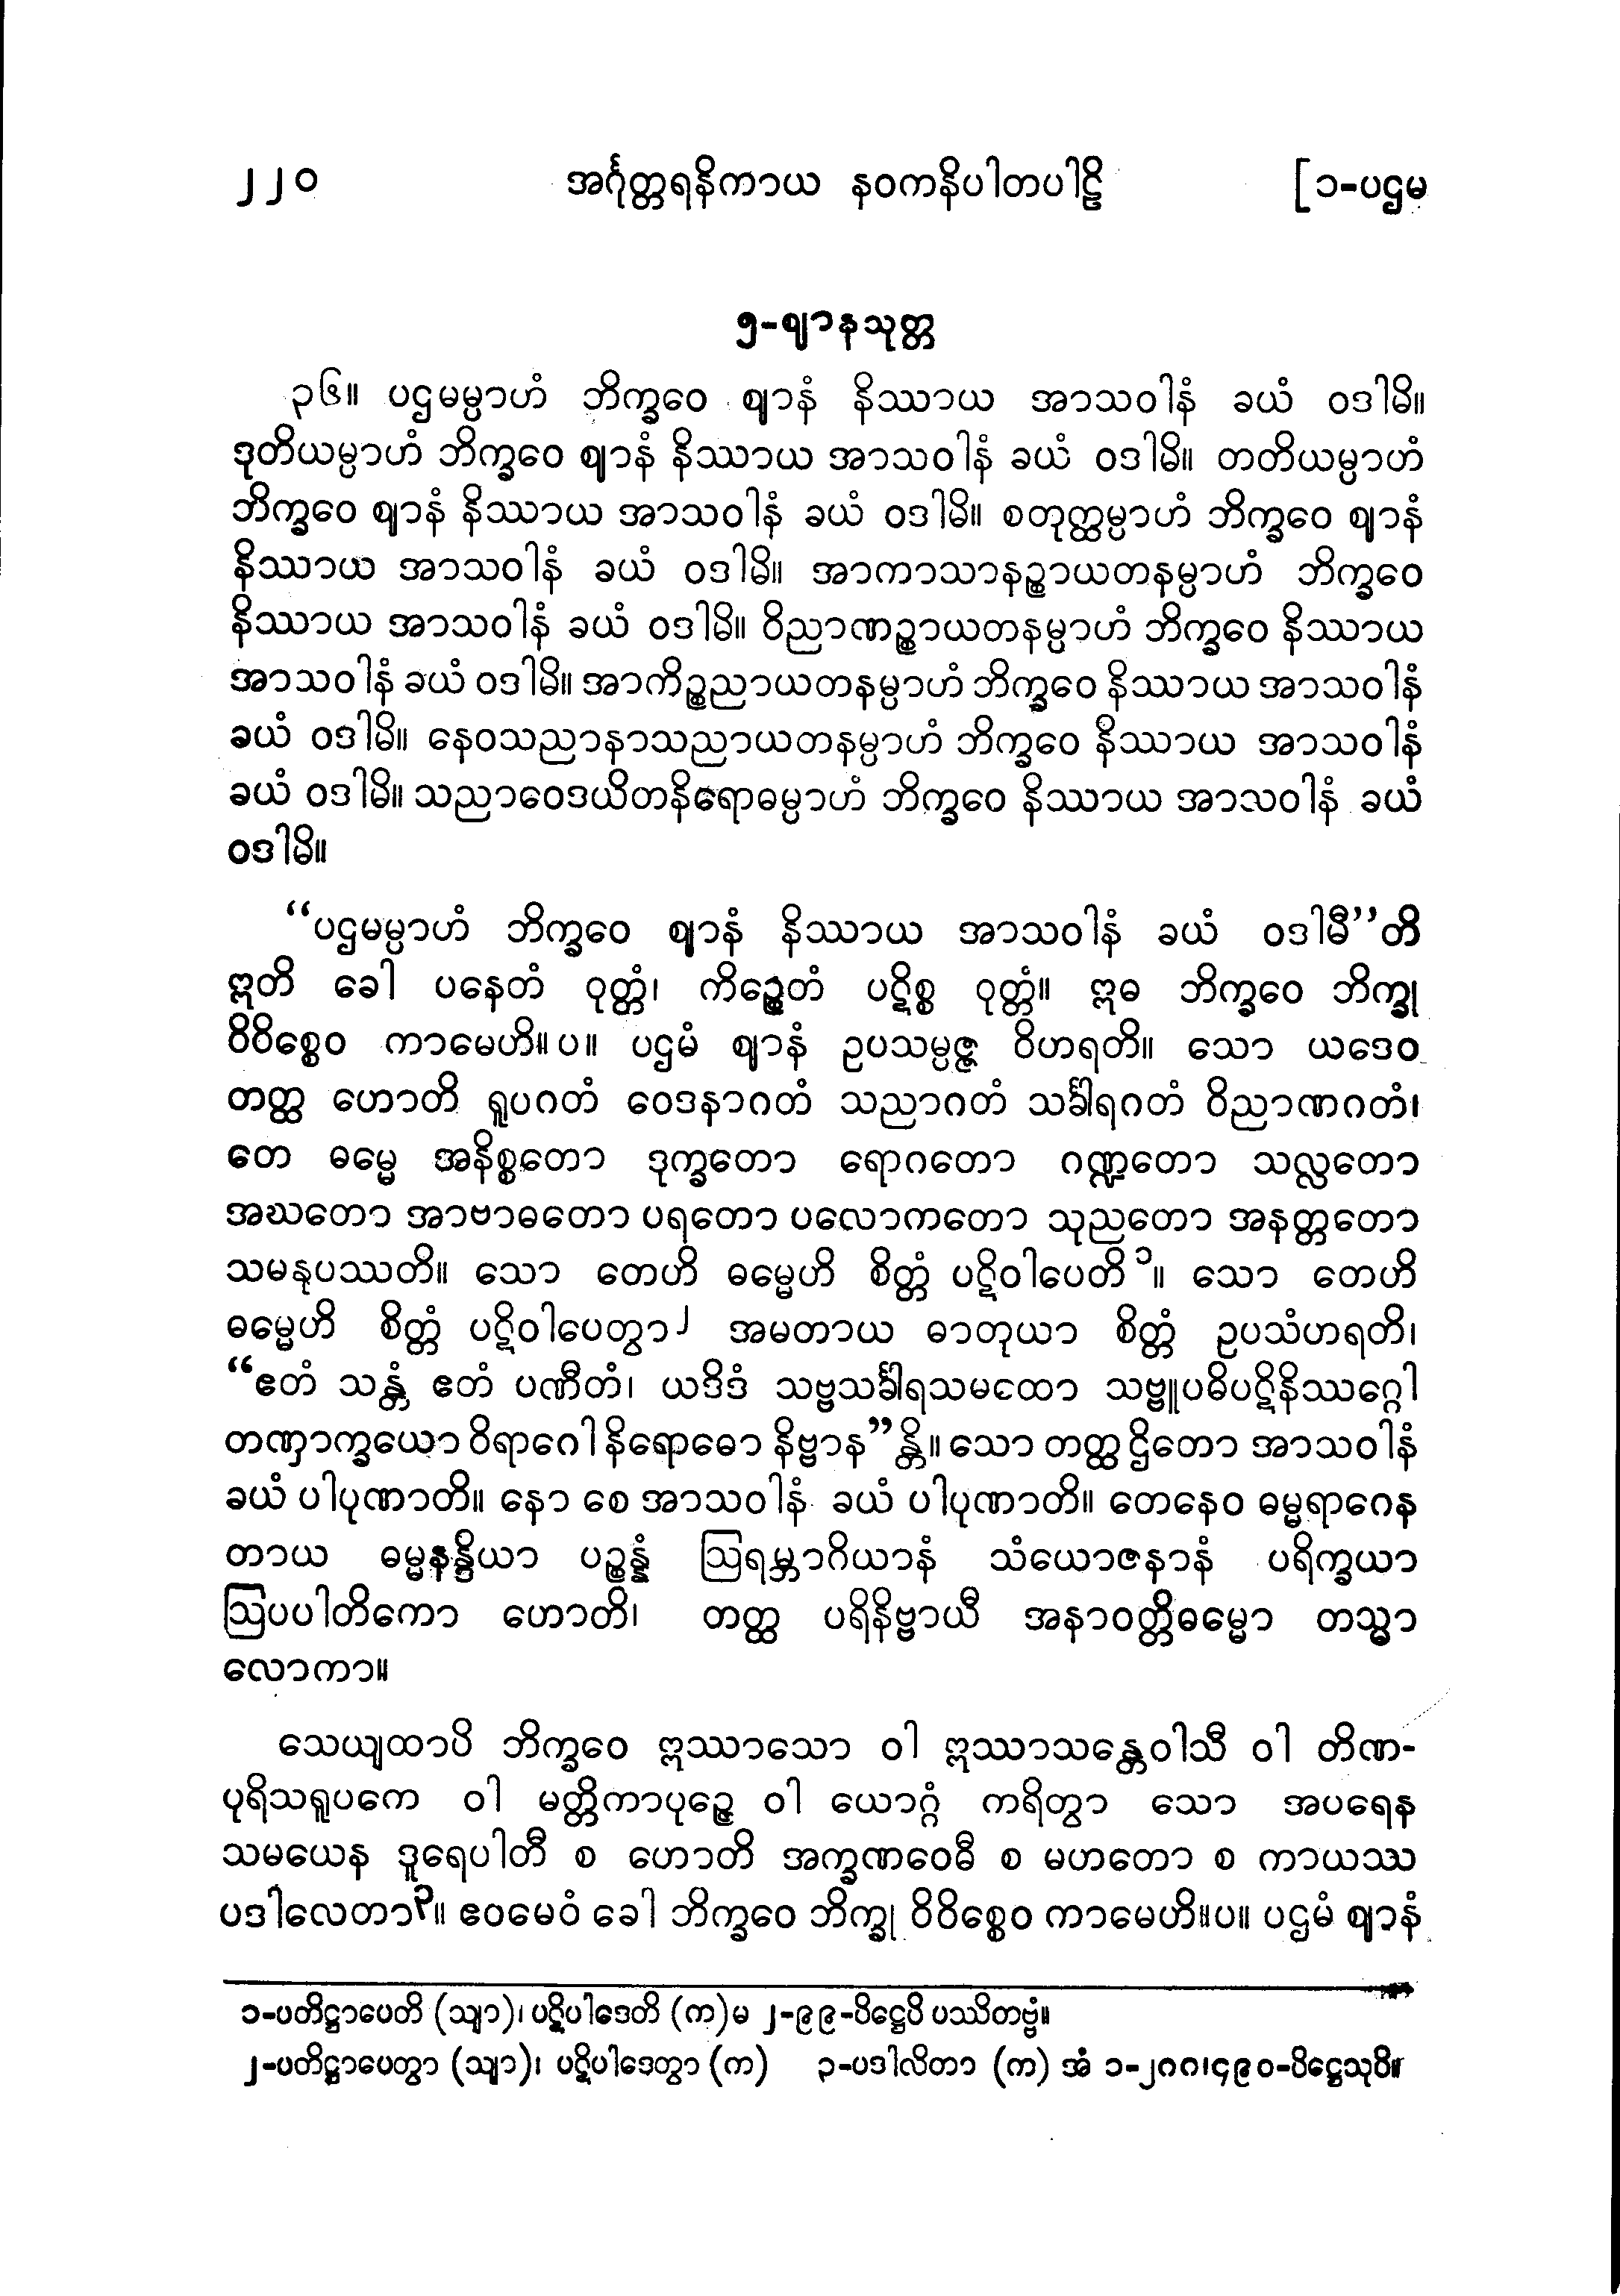 ၂၂၀ အင်္ဂုတ္တရနိကာယ နဝကနိပါတပါဠိ [၁-ပဌမ
၅-ဈာနသုတ္တ
၃၆။ ပဌမမ္ပာဟံ ဘိက္ခဝေ ဈာနံ နိဿာယ အာသဝါနံ ခယံ ဝဒါမိ။
ဒုတိယမ္ပာဟံ ဘိက္ခဝေ ဈာနံ နိဿာယ အာသဝါနံ ခယံ ဝဒါမိ။ တတိယမ္ပာဟံ
ဘိက္ခဝေ ဈာနံ နိဿာယ အာသဝါနံ ခယံ ဝဒါမိ။ စတုတ္ထမ္ပာဟံ ဘိက္ခဝေ ဈာနံ
နိဿာယ အာသဝါနံ ခယံ ဝဒါမိ။ အာကာသာနဉ္စာယတနမ္ပာဟံ ဘိက္ခဝေ
နိဿာယ အာသဝါနံ ခယံ ဝဒါမိ။ ဝိညာဏဉ္စာယတနမ္ပာဟံ ဘိက္ခဝေ နိဿာယ
အာသဝါနံ ခယံ ဝဒါမိ။ အာကိဉ္စညာယတနမ္ပာဟံ ဘိက္ခဝေ နိဿာယ အာသဝါနံ
ခယံ ဝဒါမိ။ နေဝသညာနာသညာယတနမ္ပာဟံ ဘိက္ခဝေ နိဿာယ အာသဝါနံ
ခယံ ဝဒါမိ။ သညာဝေဒယိတနိရောဓမ္ပာဟံ ဘိက္ခဝေ နိဿာယ အာသဝါနံ ခယံ
ဝဒါမိ။
“ပဌမမ္ပာဟံ ဘိက္ခဝေ ဈာနံ နိဿာယ အာသဝါနံ ခယံ ဝဒါမီ”တိ
ဣတိ ခေါ ပနေတံ ဝုတ္တံ၊ ကိဉ္စေတံ ပဋိစ္စ ဝုတ္တံ။ ဣဓ ဘိက္ခဝေ ဘိက္ခု
ဝိဝိစ္စေဝ ကာမေဟိ။ပ။ ပဌမံ ဈာနံ ဥပသမ္ပဇ္ဇ ဝိဟရတိ။ သော ယဒေဝ
တတ္ထ ဟောတိ ရူပဂတံ ဝေဒနာဂတံ သညာဂတံ သင်္ခါရဂတံ ဝိညာဏဂတံ၊
တေ ဓမ္မေ အနိစ္စတော ဒုက္ခတော ရောဂတော ဂဏ္ဍတော သလ္လတော
အဃတော အာဗာဓတော ပရတော ပလောကတော သုညတော အနတ္တတော
သမနုပဿတိ။ သော တေဟိ ဓမ္မေဟိ စိတ္တံ ပဋိဝါပေတိ၁။ သော တေဟိ
ဓမ္မေဟိ စိတ္တံ ပဋိဝါပေတွာ၂ အမတာယ ဓာတုယာ စိတ္တံ ဥပသံဟရတိ၊
“ဧတံ သန္တံ ဧတံ ပဏီတံ၊ ယဒိဒံ သဗ္ဗသင်္ခါရသမထော သဗ္ဗူပဓိပဋိနိဿဂ္ဂေါ
တဏှာက္ခယော ဝိရာဂေါ နိရောဓော နိဗ္ဗာန”န္တိ။ သော တတ္ထ ဌိတော အာသဝါနံ
ခယံ ပါပုဏာတိ။ နော စေ အာသဝါနံ ခယံ ပါပုဏာတိ။ တေနေဝ ဓမ္မရာဂေန
တာယ ဓမ္မနန္ဒိယာ ပဉ္စန္နံ ဩရမ္ဘာဂိယာနံ သံယောဇနာနံ ပရိက္ခယာ
ဩပပါတိကော ဟောတိ၊ တတ္ထ ပရိနိဗ္ဗာယီ အနာဝတ္တိဓမ္မော တသ္မာ
လောကာ။
သေယျထာပိ ဘိက္ခဝေ ဣဿာသော ဝါ ဣဿာသန္တေဝါသီ ဝါ တိဏ-
ပုရိသရူပကေ ဝါ မတ္တိကာပုဉ္ဇေ ဝါ ယောဂ္ဂံ ကရိတွာ သော အပရေန
သမယေန ဒူရေပါတီ စ ဟောတိ အက္ခဏဝေဓီ စ မဟတော စ ကာယဿ
ပဒါလေတာ၃။ ဧဝမေဝံ ခေါ ဘိက္ခဝေ ဘိက္ခု ဝိဝိစ္စေဝ ကာမေဟိ။ပ။ ပဌမံ ဈာနံ
၁-ပတိဋ္ဌာပေတိ (သျာ)၊ ပဋိပါဒေတိ (က)မ ၂-၉၉-ပိဋ္ဌေပိ ပဿိတဗ္ဗံ။
၂-ပတိဋ္ဌာပေတွာ (သျာ)၊ ပဋိပါဒေတွာ (က) ၃-ပဒါလိတာ (က) အံ ၁-၂၈၈၊၄၉၀-ပိဋ္ဌေသုပိ။